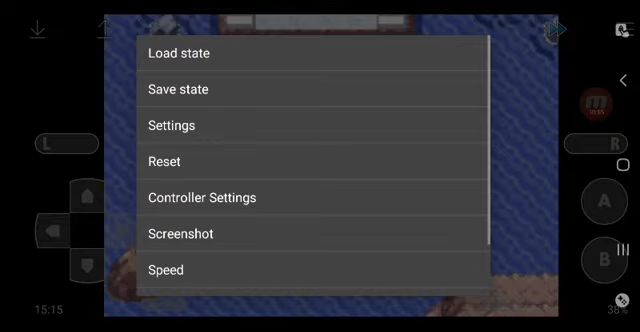 Load state
Save state
Settings
L
Reset
R
Controller Settings
A
Screenshot
B
Speed
15:15
38%